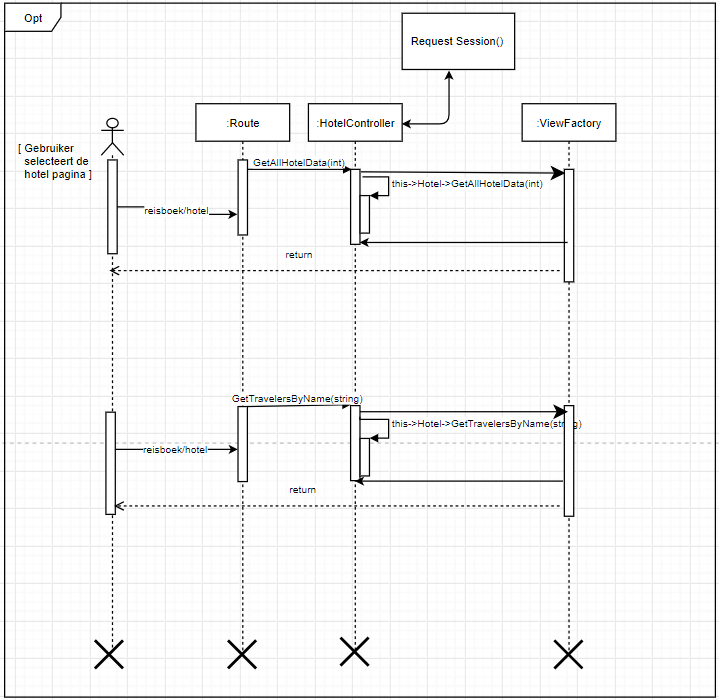 Opt
Request Session()
:Route
:HotelController
:ViewFactory
[ Gebruiker
selecteert de
hotel pagina ]
GetAllHotelData(int)
this->Hotel->GetAllHotelData(int)
reisboek/hotel
return
GetTravelersByName(string)
this->Hotel->GetTravelersByName(string)
reisboek/hotel
return